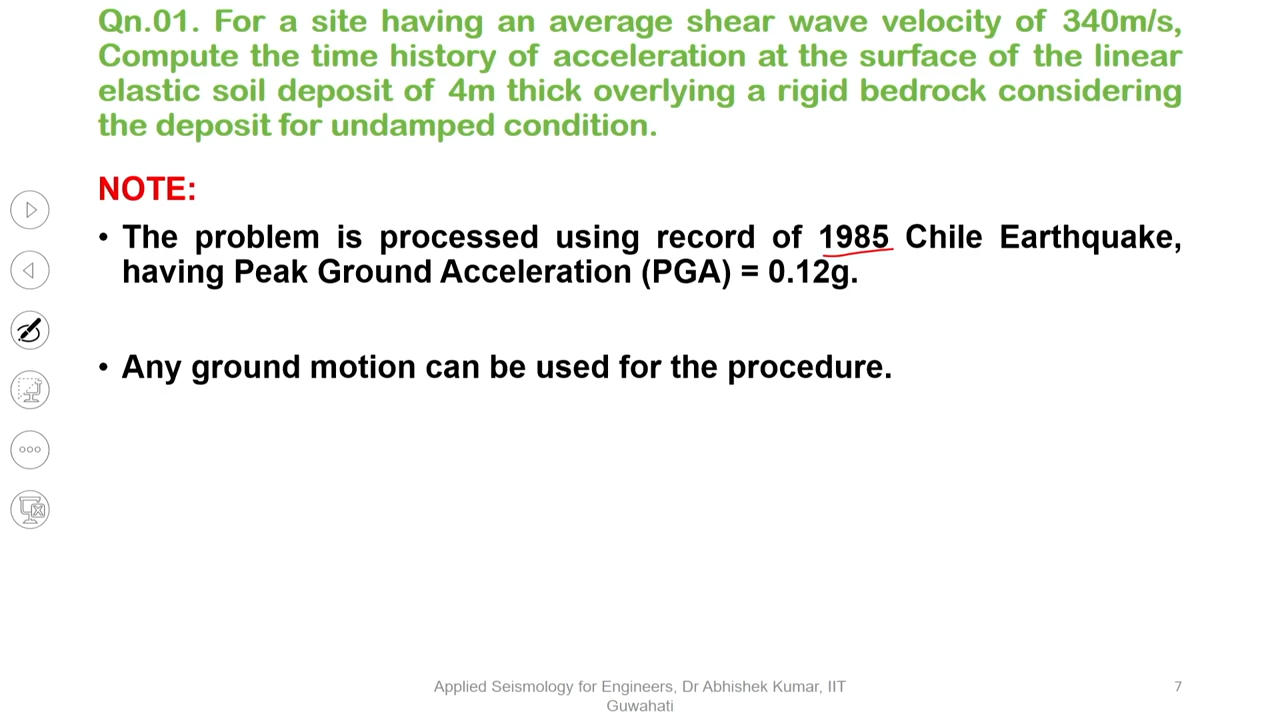 Qn.01. For a site having an average shear wave velocity of 340m/s,
Compute the time history of acceleration at the surface of the linear
elastic soil deposit of 4m thick overlying a rigid bedrock considering
the deposit for undamped condition.
NOTE:
• The problem is processed using record of 1985 Chile Earthquake,
having Peak Ground Acceleration (PGA) = 0.12g.
• Any ground motion can be used for the procedure.
Applied Seismology for Engineers, Dr Abhishek Kumar, IIT
Guwahati
7